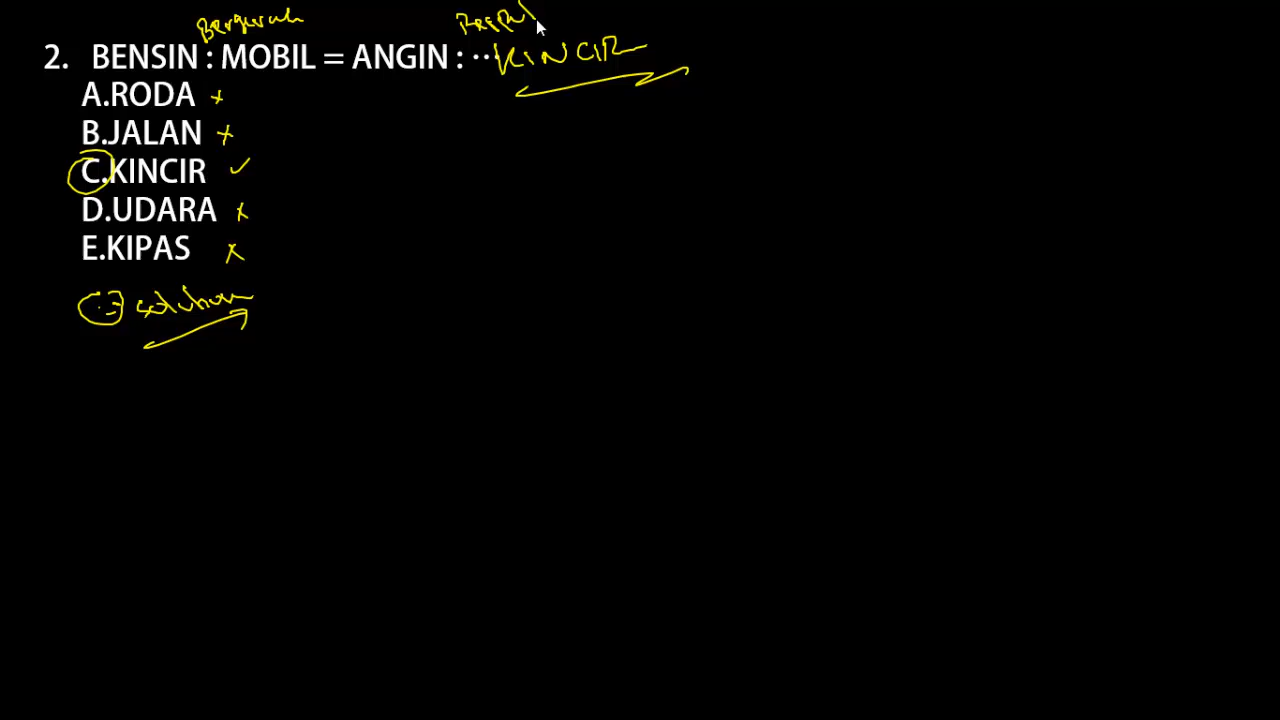 Bergerak
2. BENSIN : MOBIL = ANGIN : ...KINCIR
A.RODA
B.JALAN
C.KINCIR
D.UDARA
E.KIPAS